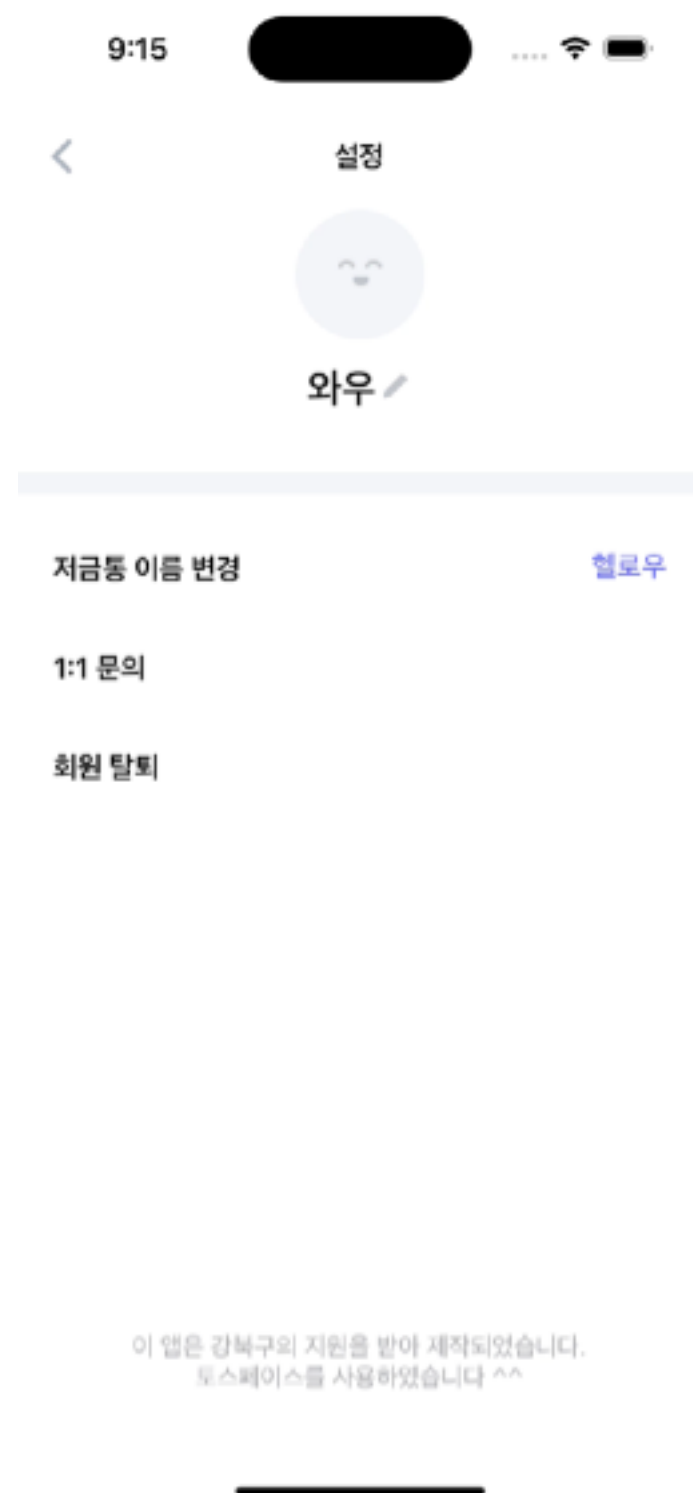 9:15
설정
와우
저금통 이름 변경
헬로우
1:1 문의
회원 탈퇴
이 앱은 강북구의 지원을 받아 제작되었습니다.
토스페이스를 사용하였습니다 ^^